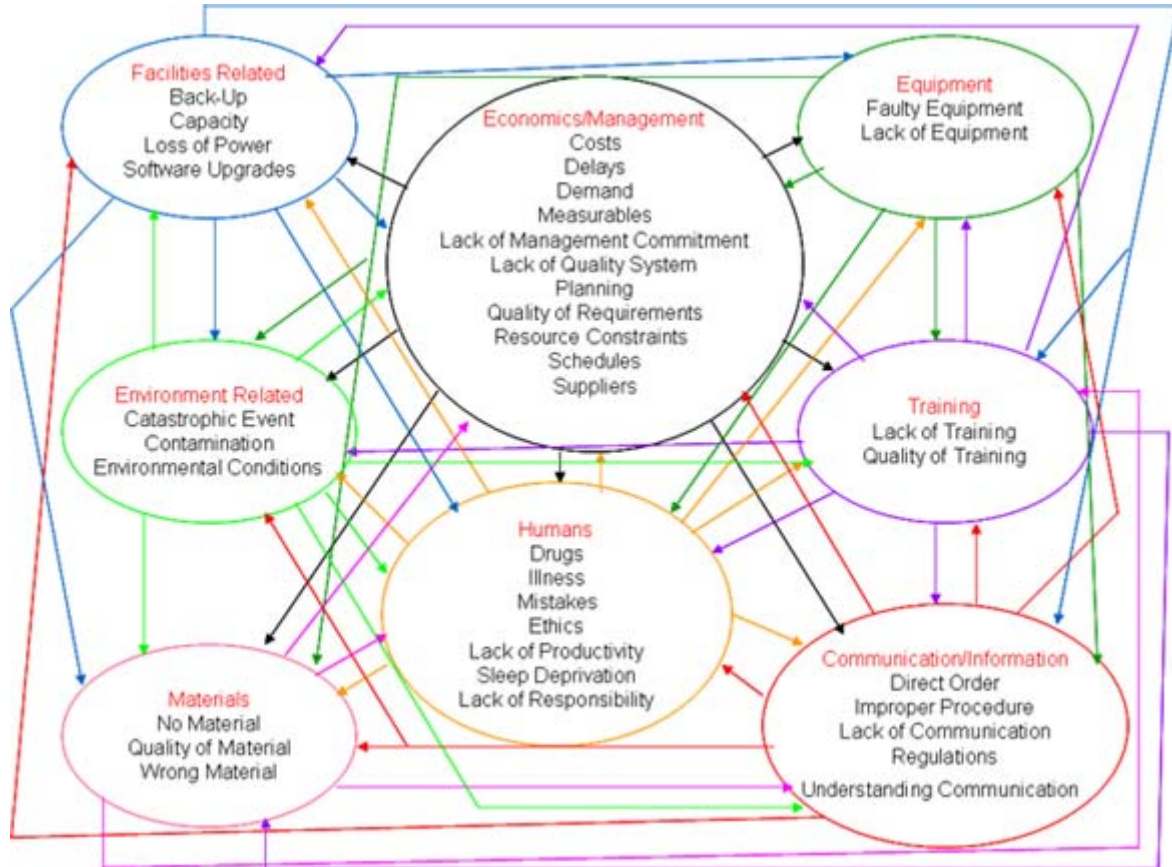 Facilities Related
Back-Up
Capacity
Loss of Power
Software Upgrades
Economics/Management
Costs
Delays
Demand
Measurables
Lack of Management Commitment
Lack of Quality System
Planning
Quality of Requirements
Resource Constraints
Schedules
Suppliers
Equipment
Faulty Equipment
Lack of Equipment
Environment Related
Catastrophic Event
Contamination
Environmental Conditions
Training
Lack of Training
Quality of Training
Humans
Drugs
Illness
Mistakes
Ethics
Lack of Productivity
Sleep Deprivation
Lack of Responsibility
Materials
No Material
Quality of Material
Wrong Material
Communication/Information
Direct Order
Improper Procedure
Lack of Communication
Regulations
Understanding Communication